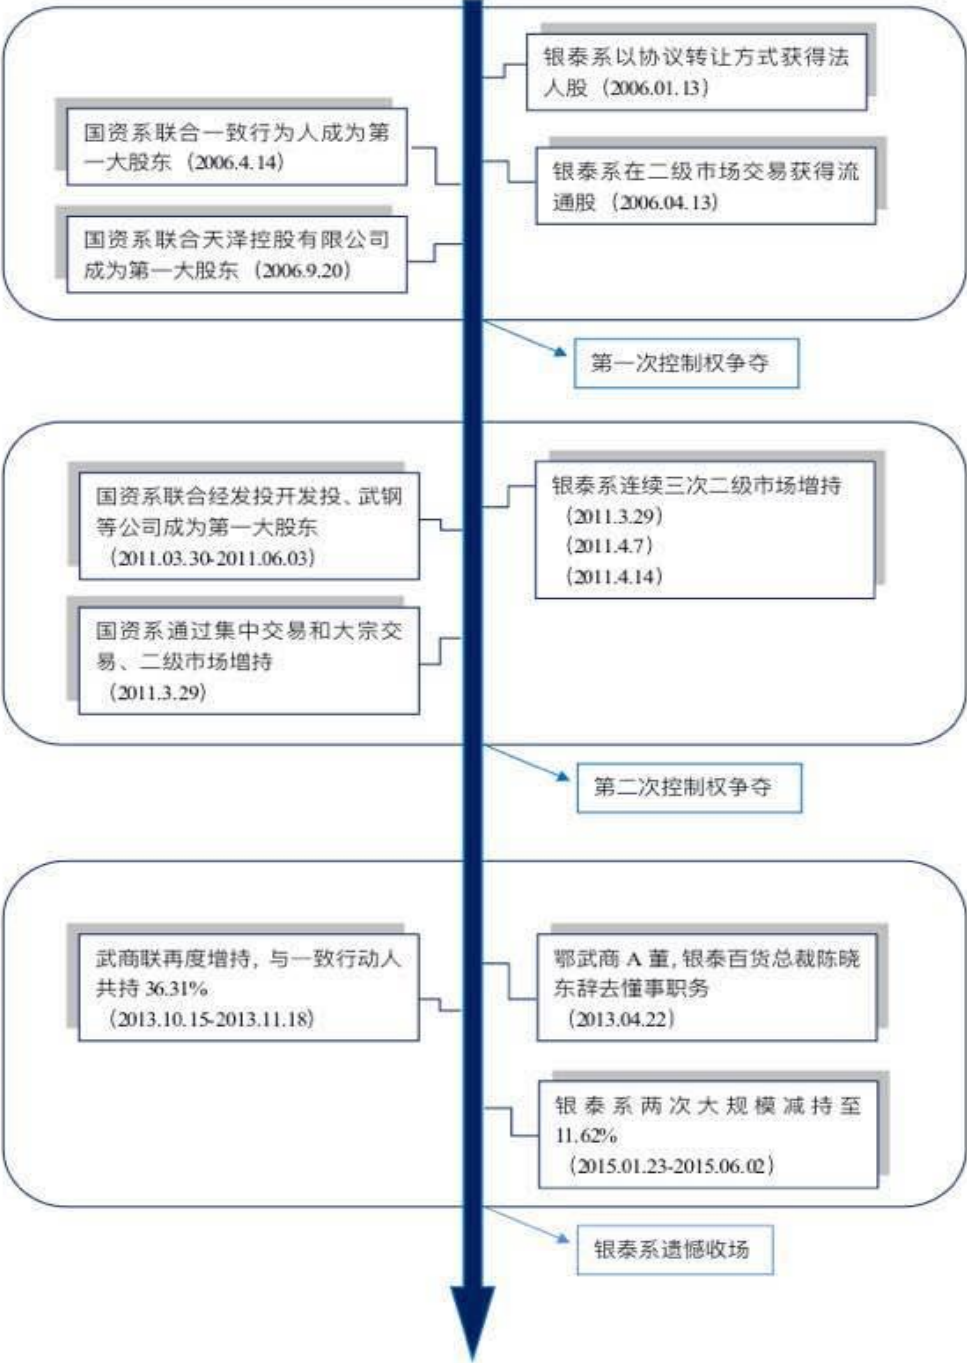 银泰系以协议转让方式获得法
人股（2006.01.13）
国资系联合一致行为人成为第
一大股东（2006.4.14）
银泰系在二级市场交易获得流
通股（2006.04.13）
国资系联合天泽控股有限公司
成为第一大股东（2006.9.20）
第一次控制权争夺
国资系联合经发投开发投、武钢
等公司成为第一大股东
（2011.03.30-2011.06.03）
银泰系连续三次二级市场增持
（2011.3.29）
（2011.4.7）
（2011.4.14）
国资系通过集中交易和大宗交
易、二级市场增持
（2011.3.29）
第二次控制权争夺
武商联再度增持，与一致行动人
共持 36.31%
（2013.10.15-2013.11.18）
鄂武商 A 董，银泰百货总裁陈晓
东辞去懂事职务
（2013.04.22）
银泰系两次大规模减持至
11.62%
（2015.01.23-2015.06.02）
银泰系遗憾收场